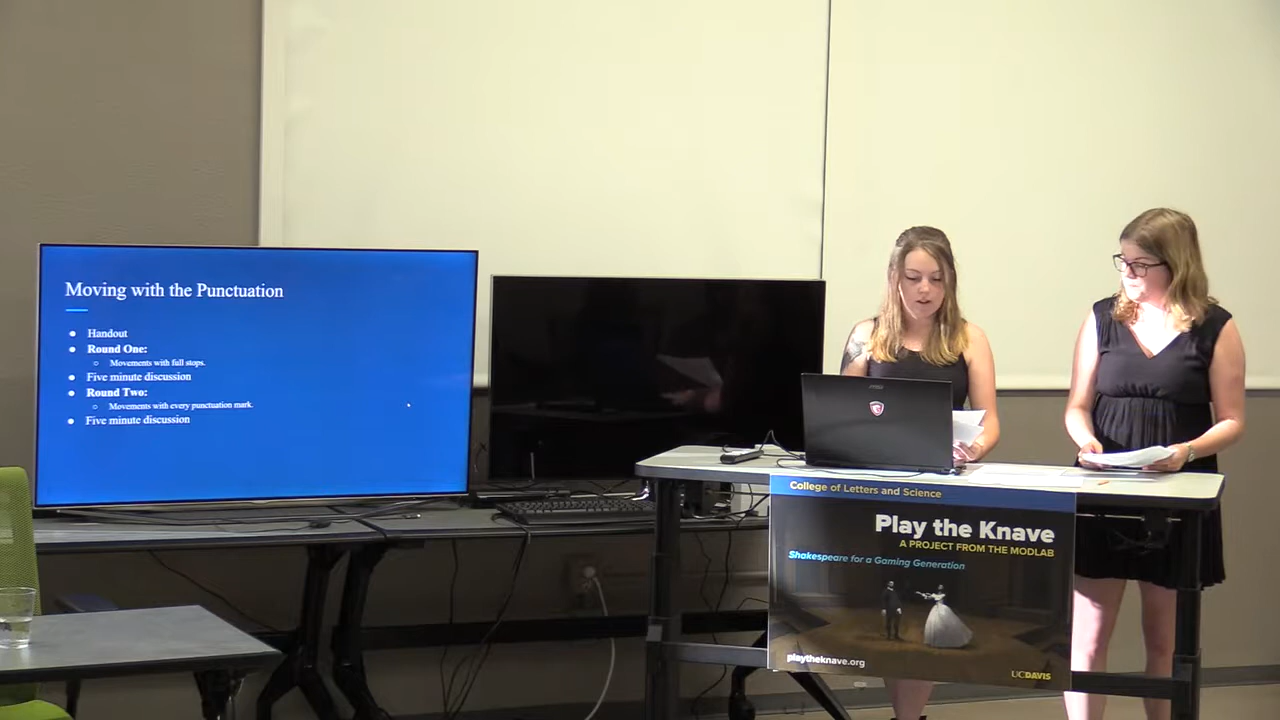 Moving with the Punctuation
● Handout
● Round One:
○ Movements with full stops.
● Five minute discussion
● Round Two:
○ Movements with every punctuation mark.
● Five minute discussion
College of Letters and Science
Play the Knave
A PROJECT FROM THE MODLAB
Shakespeare for a Gaming Generation
playtheknave.org
UCDAVIS